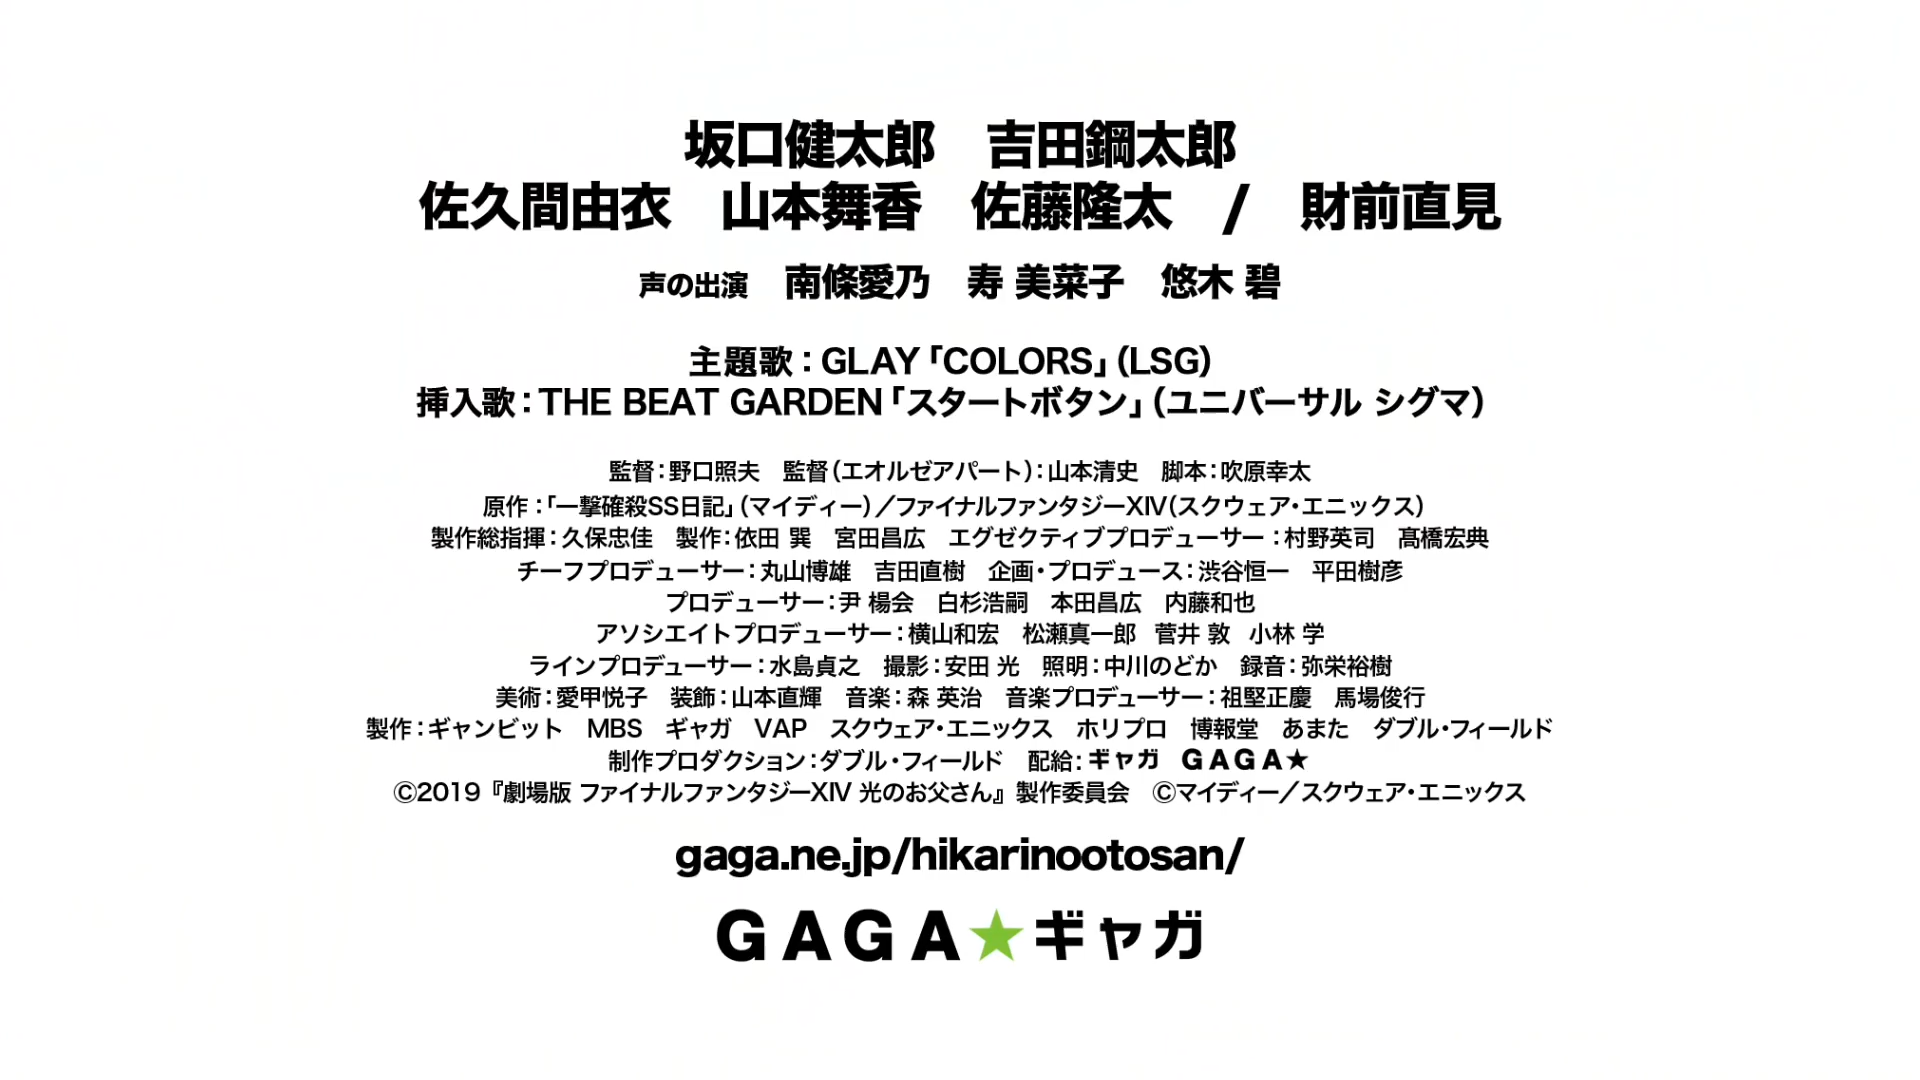 坂口健太郎　吉田鋼太郎
佐久間由衣　山本舞香　佐藤隆太　/　財前直見
声の出演　南條愛乃　寿 美菜子　悠木 碧
主題歌：GLAY「COLORS」（LSG）
挿入歌：THE BEAT GARDEN「スタートボタン」（ユニバーサル シグマ）
監督：野口照夫　監督（エオルゼアパート）：山本清史　脚本：吹原幸太
原作：「一撃確殺SS日記」（マイディー）／ファイナルファンタジーXIV（スクウェア・エニックス）
製作総指揮：久保忠佳　製作：依田 巽　宮田昌広　エグゼクティブプロデューサー：村野英司　髙橋宏典
チーフプロデューサー：丸山博雄　吉田直樹　企画・プロデュース：渋谷恒一　平田樹彦
プロデューサー：尹 楊会　白杉浩嗣　本田昌広　内藤和也
アソシエイトプロデューサー：横山和宏　松瀬真一郎　菅井 敦　小林 学
ラインプロデューサー：水島貞之　撮影：安田 光　照明：中川のどか　録音：弥栄裕樹
美術：愛甲悦子　装飾：山本直輝　音楽：森 英治　音楽プロデューサー：祖堅正慶　馬場俊行
製作：ギャンビット　MBS　ギャガ　VAP　スクウェア・エニックス　ホリプロ　博報堂　あまた　ダブル・フィールド
制作プロダクション：ダブル・フィールド　配給：ギャガ　GAGA★
©2019『劇場版 ファイナルファンタジーXIV 光のお父さん』製作委員会　©マイディー／スクウェア・エニックス
gaga.ne.jp/hikarinootosan/
GAGA★ギャガ